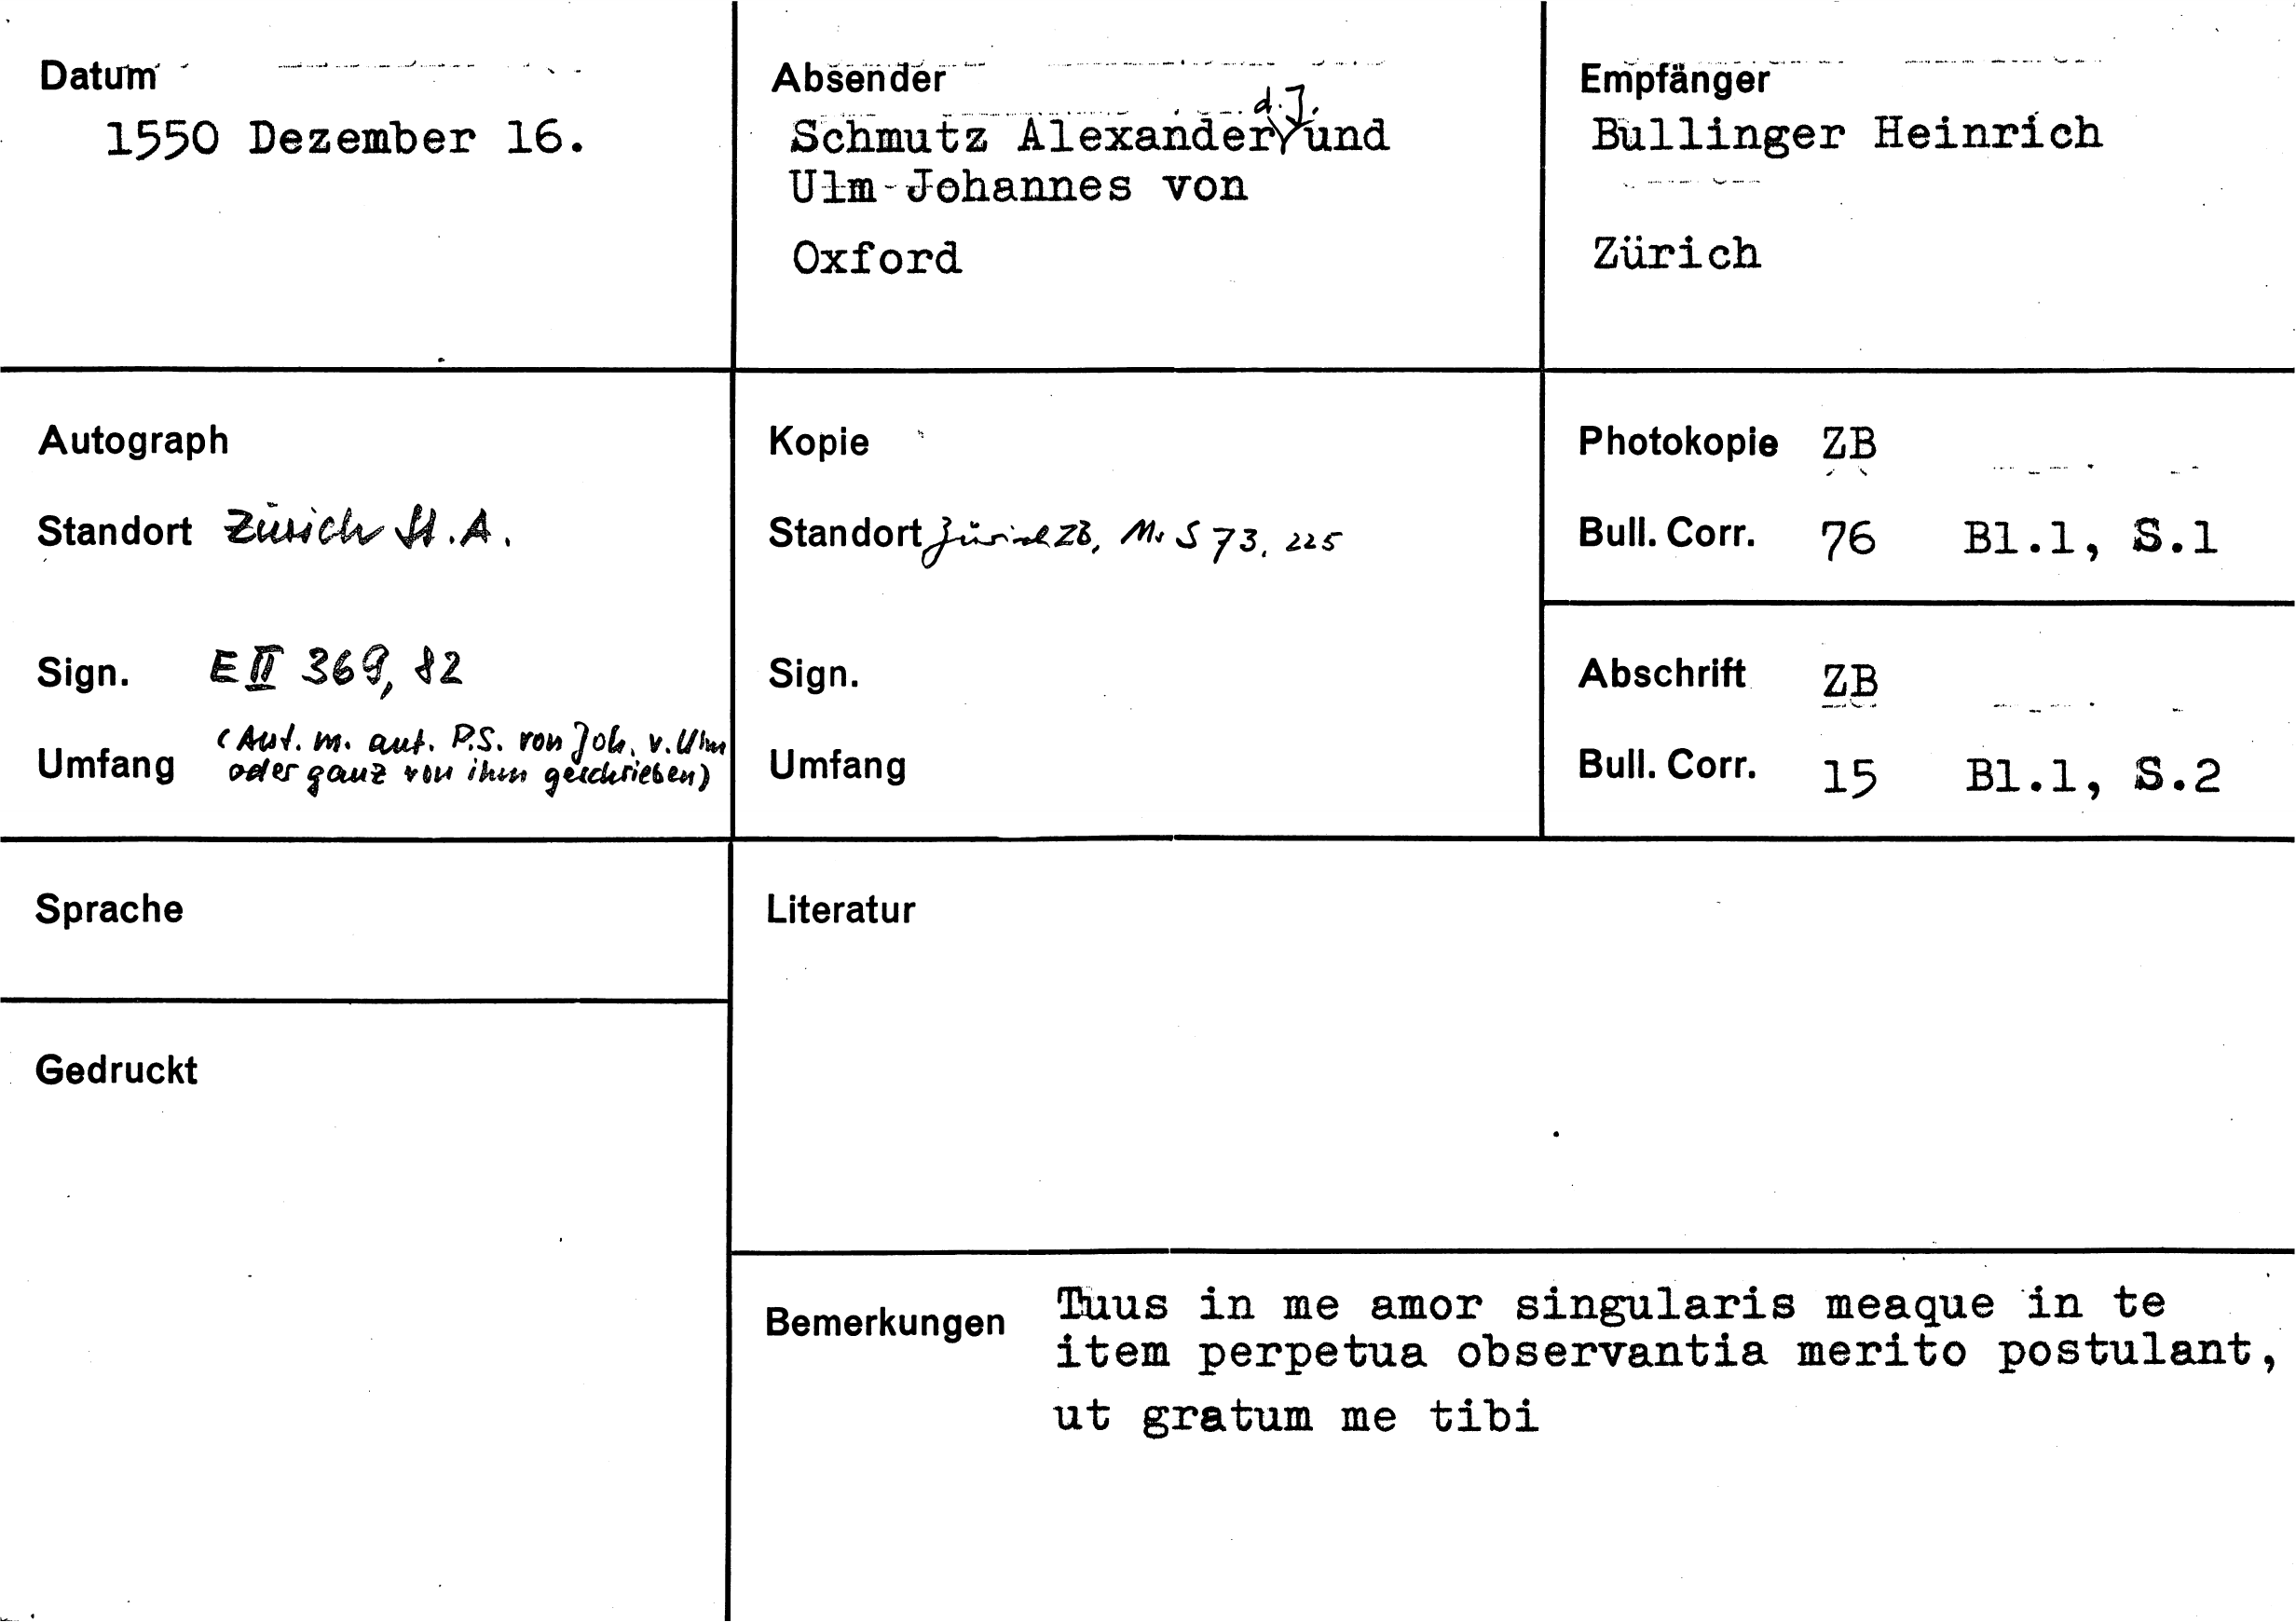 Datum
1550 Dezember 16.
Absender
d. J.
Schmutz Alexander und
Ulm Johannes von
Oxford
Empfänger
Bullinger Heinrich
Zürich
Autograph
Standort Zürich St.A.
Sign. E II 369, 82
Umfang (Aut. m. aut. P.S. von Joh. v. Ulm
oder ganz von ihm geschrieben)
Kopie
Standort Zürich ZB, Ms S 73, 225
Sign.
Umfang
Photokopie ZB
Bull. Corr. 76 Bl.1, S.1
Abschrift ZB
Bull. Corr. 15 Bl.1, S.2
Sprache
Gedruckt
Literatur
Bemerkungen Tuus in me amor singularis meaque in te
item perpetua observantia merito postulant,
ut gratum me tibi